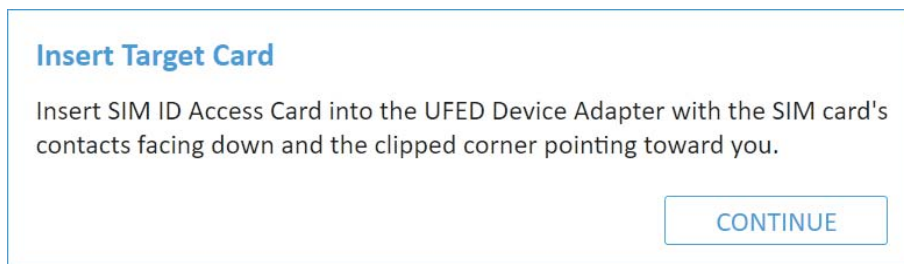 Insert Target Card
Insert SIM ID Access Card into the UFED Device Adapter with the SIM card's
contacts facing down and the clipped corner pointing toward you.
CONTINUE